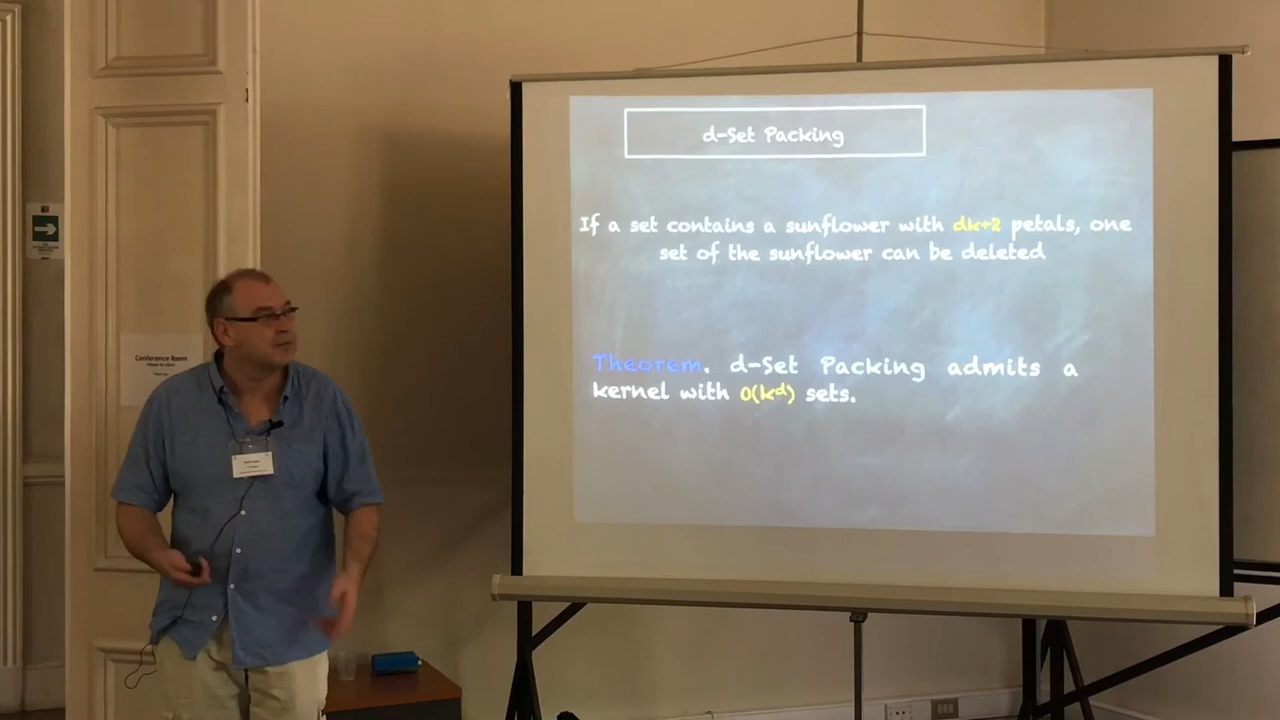 d-Set Packing
If a set contains a sunflower with dk+2 petals, one
set of the sunflower can be deleted
Theorem. d-Set Packing admits a
kernel with O(kᵈ) sets.
Conference Room